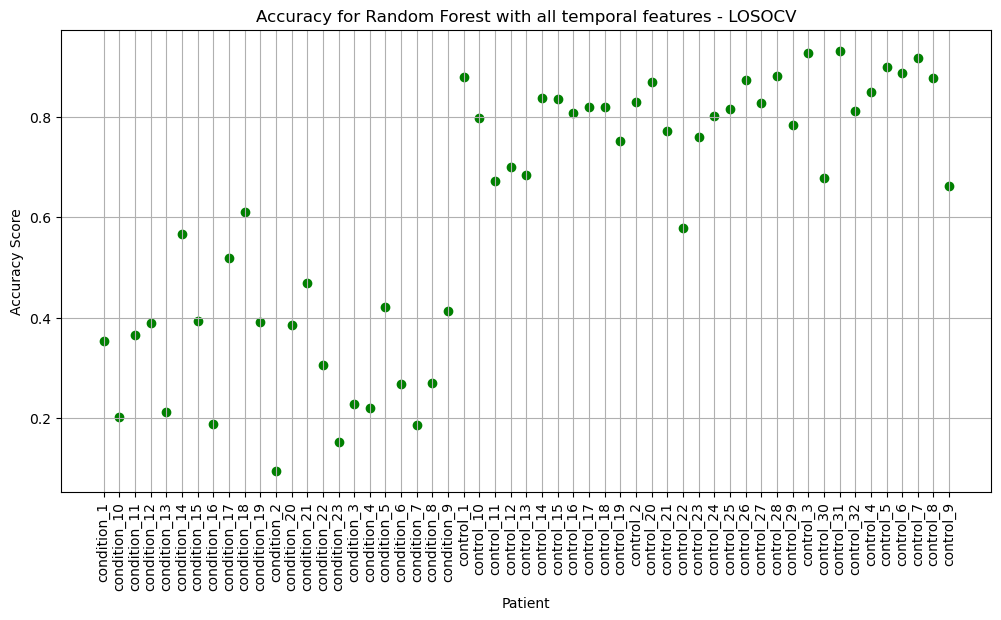 Accuracy for Random Forest with all temporal features - LOSOCV
Accuracy Score
0.8
0.6
0.4
0.2
condition_1
condition_10
condition_11
condition_12
condition_13
condition_14
condition_15
condition_16
condition_17
condition_18
condition_19
condition_2
condition_20
condition_21
condition_22
condition_23
condition_3
condition_4
condition_5
condition_6
condition_7
condition_8
condition_9
control_1
control_10
control_11
control_12
control_13
control_14
control_15
control_16
control_17
control_18
control_19
control_2
control_20
control_21
control_22
control_23
control_24
control_25
control_26
control_27
control_28
control_29
control_3
control_30
control_31
control_32
control_4
control_5
control_6
control_7
control_8
control_9
Patient